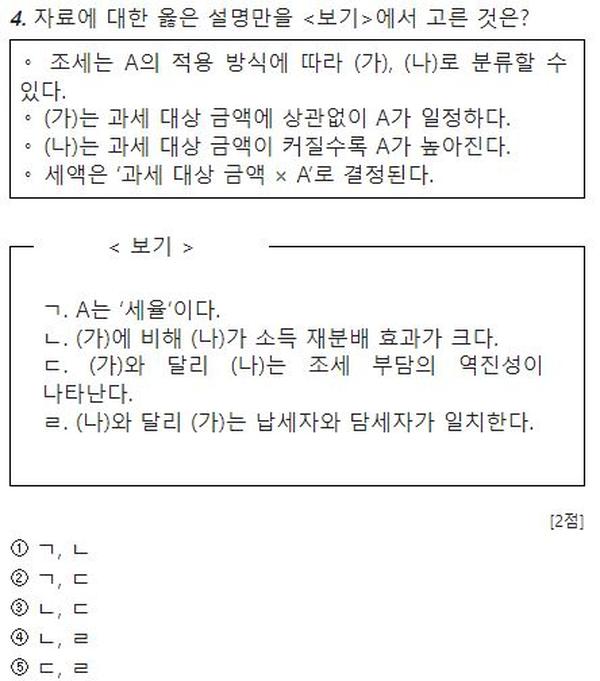 4. 자료에 대한 옳은 설명만을 <보기>에서 고른 것은?
◦ 조세는 A의 적용 방식에 따라 (가), (나)로 분류할 수
있다.
◦ (가)는 과세 대상 금액에 상관없이 A가 일정하다.
◦ (나)는 과세 대상 금액이 커질수록 A가 높아진다.
◦ 세액은 ‘과세 대상 금액 × A’로 결정된다.
< 보기 >
ㄱ. A는 ‘세율’이다.
ㄴ. (가)에 비해 (나)가 소득 재분배 효과가 크다.
ㄷ. (가)와 달리 (나)는 조세 부담의 역진성이
나타난다.
ㄹ. (나)와 달리 (가)는 납세자와 담세자가 일치한다.
[2점]
① ㄱ, ㄴ
② ㄱ, ㄷ
③ ㄴ, ㄷ
④ ㄴ, ㄹ
⑤ ㄷ, ㄹ